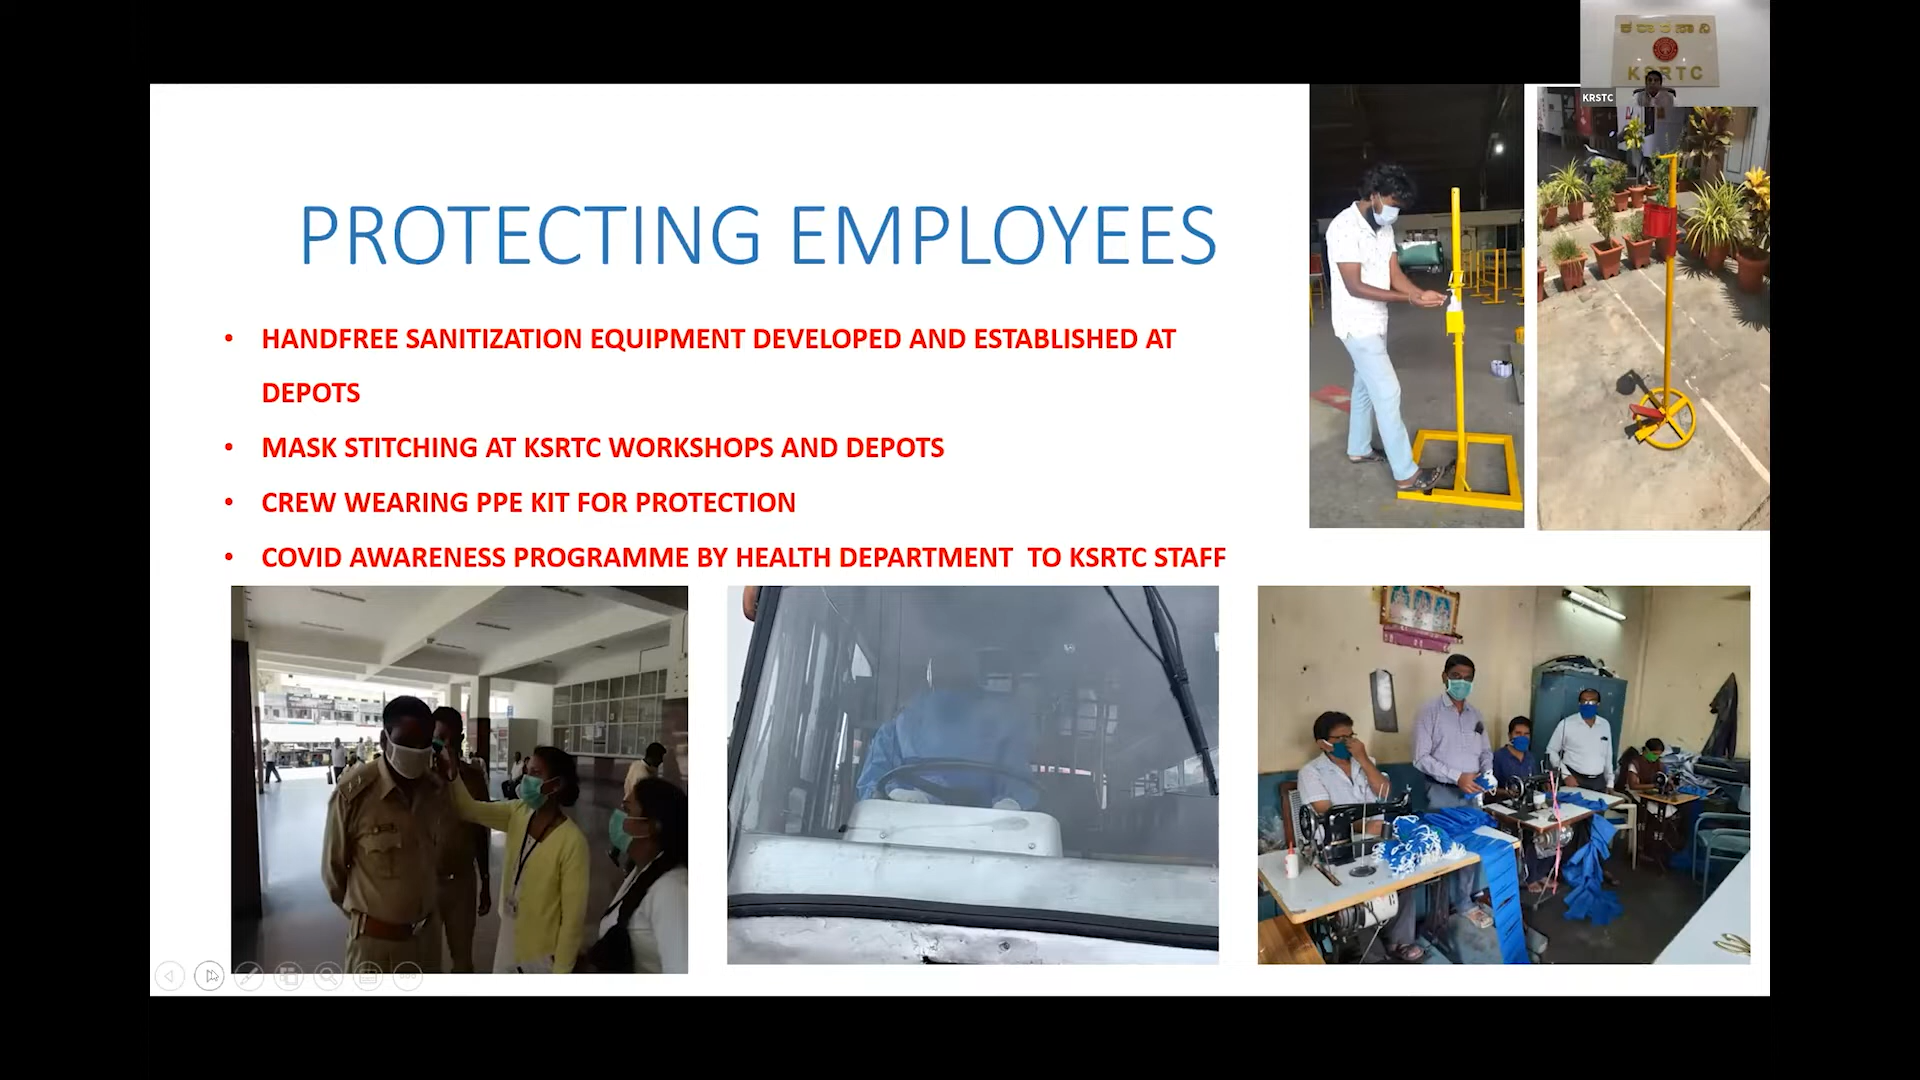 ಕ ರಾ ರ ಸಾ ನಿ
KSRTC
KRSTC
PROTECTING EMPLOYEES
• HANDFREE SANITIZATION EQUIPMENT DEVELOPED AND ESTABLISHED AT
DEPOTS
• MASK STITCHING AT KSRTC WORKSHOPS AND DEPOTS
• CREW WEARING PPE KIT FOR PROTECTION
• COVID AWARENESS PROGRAMME BY HEALTH DEPARTMENT TO KSRTC STAFF